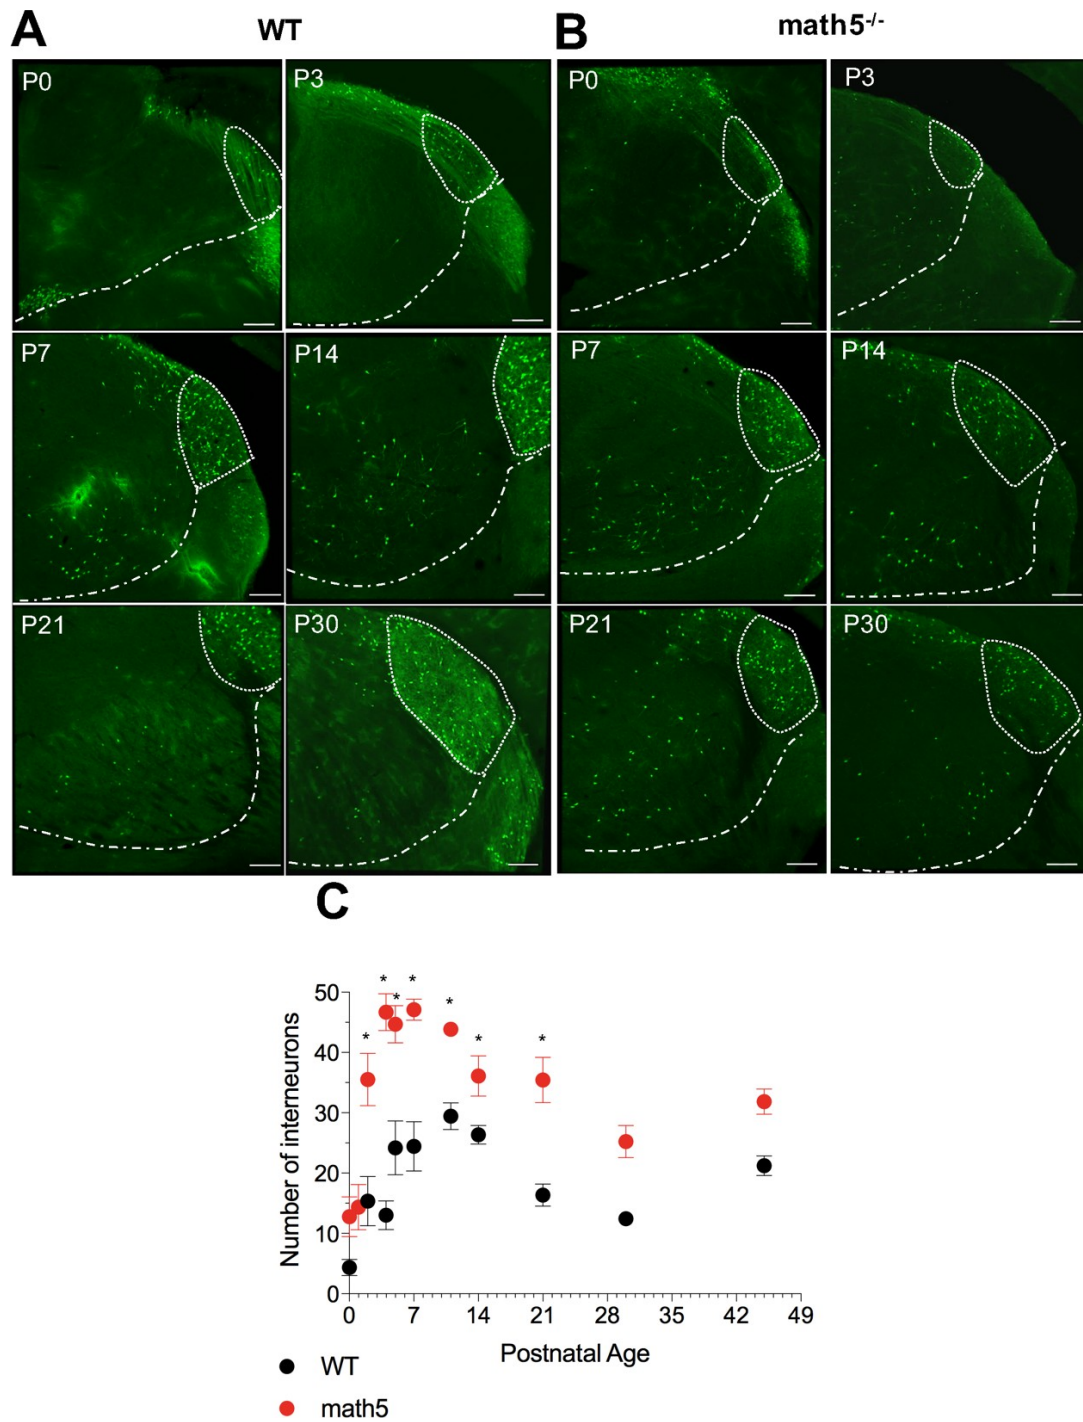 A WT B math5-/-
P0 P3 P0 P3
P7 P14 P7 P14
P21 P30 P21 P30
C
* * * * * * *
50
40
30
20
10
0
Number of interneurons
0 7 14 21 28 35 42 49
Postnatal Age
WT
math5